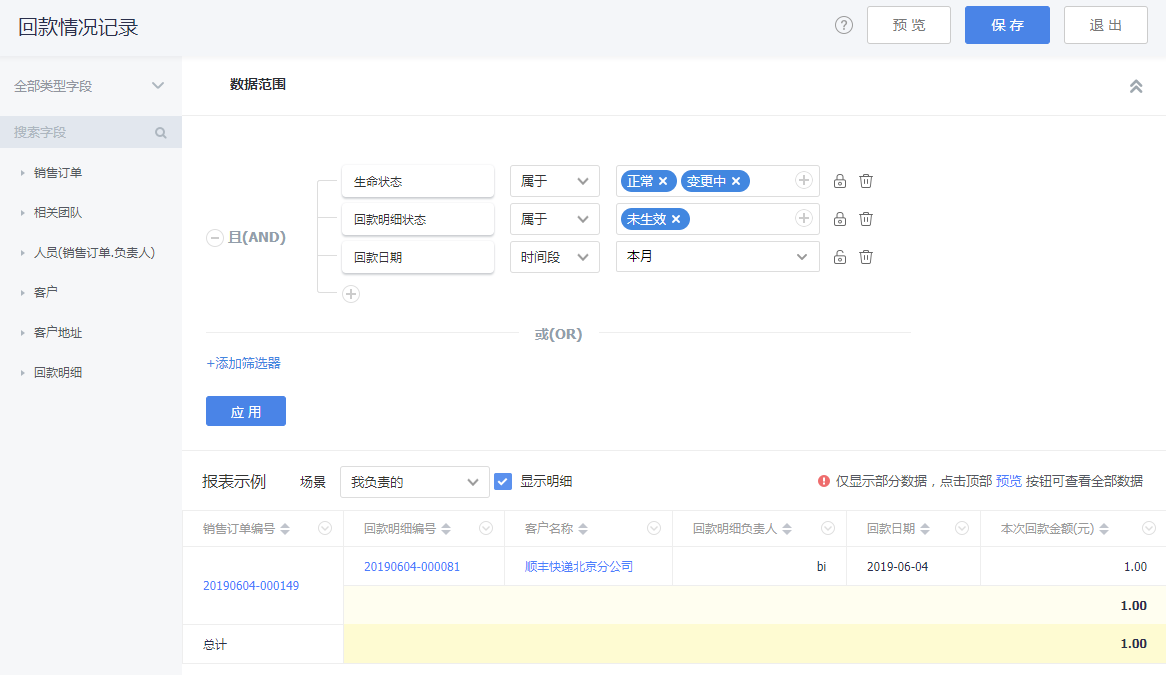 回款情况记录
? 预 览 保 存 退 出
全部类型字段
搜索字段
销售订单
相关团队
人员(销售订单.负责人)
客户
客户地址
回款明细
数据范围
且(AND)
生命状态 属于 正常 变更中
回款明细状态 属于 未生效
回款日期 时间段 本月
或(OR)
+添加筛选器
应 用
报表示例 场景 我负责的 显示明细 仅显示部分数据，点击顶部 预览 按钮可查看全部数据
销售订单编号 回款明细编号 客户名称 回款明细负责人 回款日期 本次回款金额(元)
20190604-000149 20190604-000081 顺丰快递北京分公司 bi 2019-06-04 1.00
1.00
总计 1.00